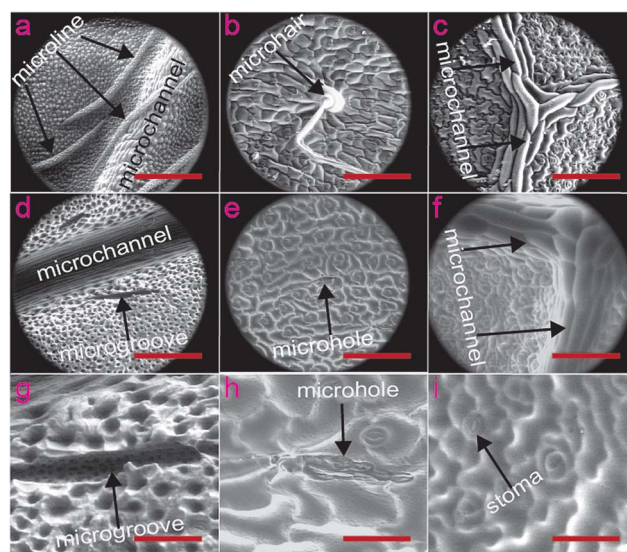 a
microline
microchannel
b
microhair
c
microchannel
d
microchannel
microgroove
e
microhole
f
microchannel
g
microgroove
h
microhole
i
stoma